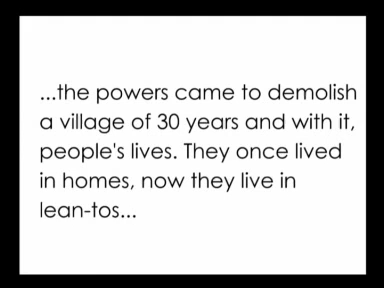 ...the powers came to demolish
a village of 30 years and with it,
people's lives. They once lived
in homes, now they live in
lean-tos...